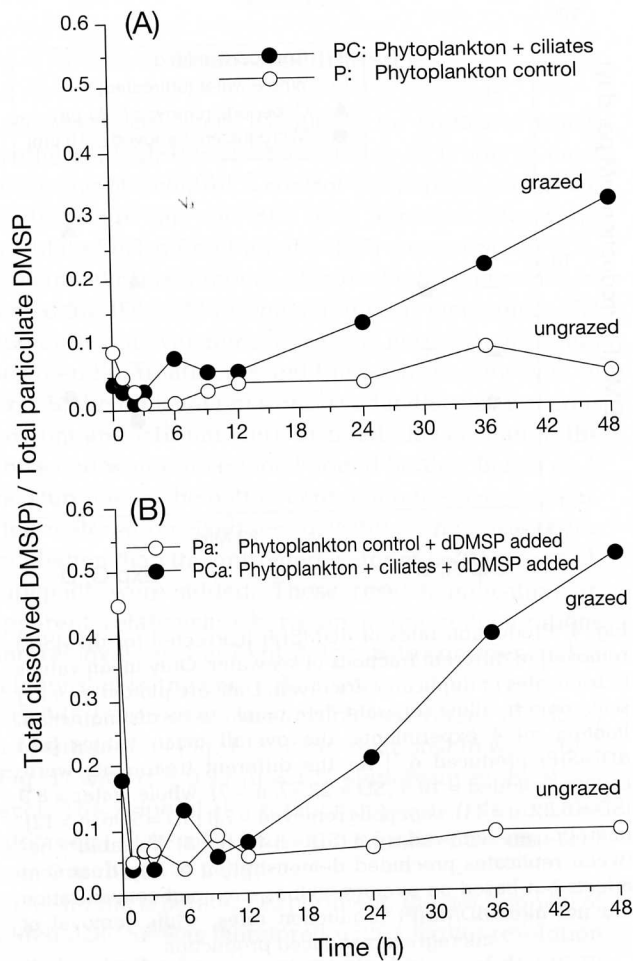 (A)
PC: Phytoplankton + ciliates
P: Phytoplankton control
0.6
0.5
0.4
0.3
0.2
0.1
0.0
grazed
ungrazed
0 6 12 18 24 30 36 42 48
Total dissolved DMS(P) / Total particulate DMSP
(B)
Pa: Phytoplankton control + dDMSP added
PCa: Phytoplankton + ciliates + dDMSP added
0.6
0.5
0.4
0.3
0.2
0.1
0.0
grazed
ungrazed
0 6 12 18 24 30 36 42 48
Time (h)